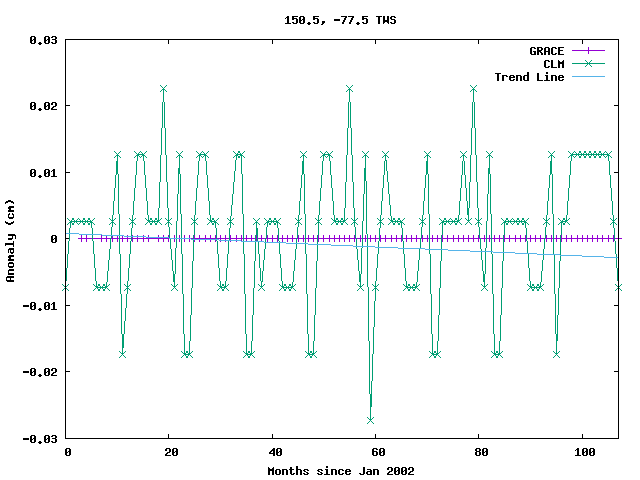 150.5, -77.5 TWS
GRACE
CLM
Trend Line
0.03
0.02
0.01
0
-0.01
-0.02
-0.03
Anomaly (cm)
0 20 40 60 80 100
Months since Jan 2002